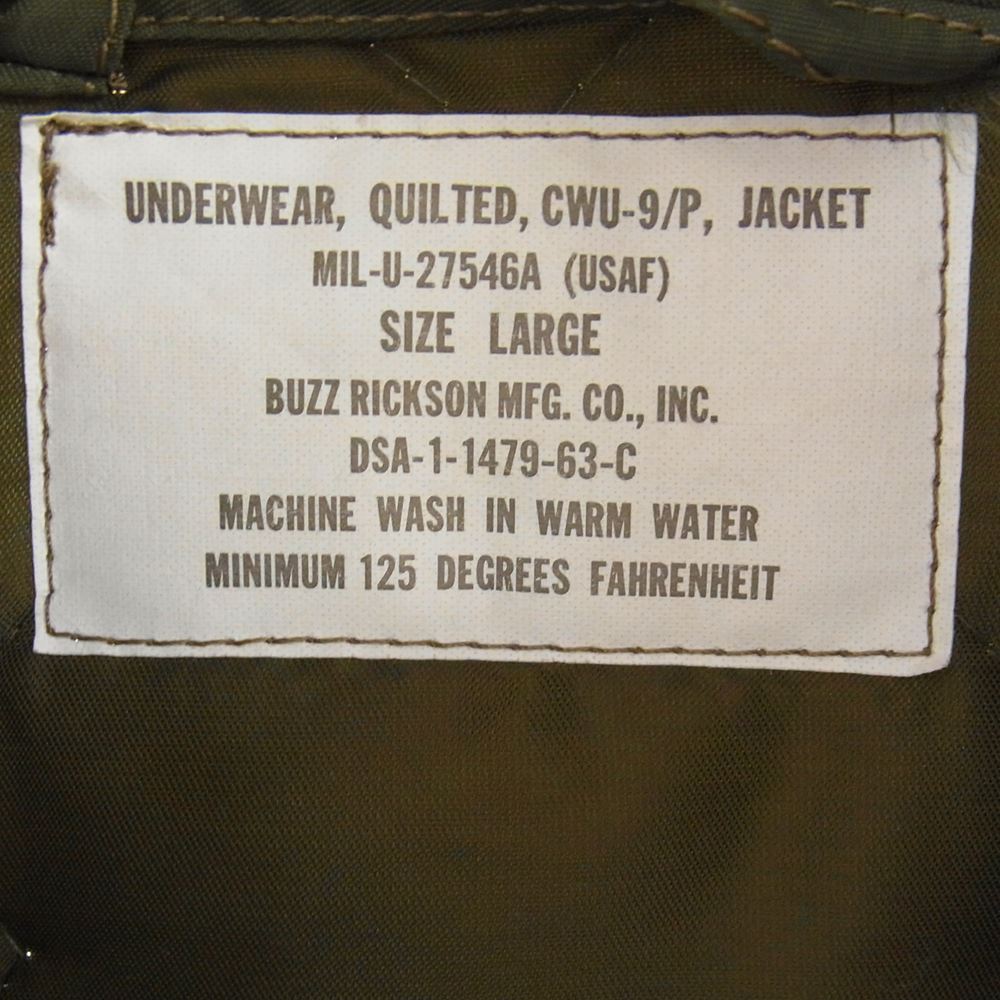 UNDERWEAR, QUILTED, CWU-9/P, JACKET
MIL-U-27546A (USAF)
SIZE LARGE
BUZZ RICKSON MFG. CO., INC.
DSA-1-1479-63-C
MACHINE WASH IN WARM WATER
MINIMUM 125 DEGREES FAHRENHEIT